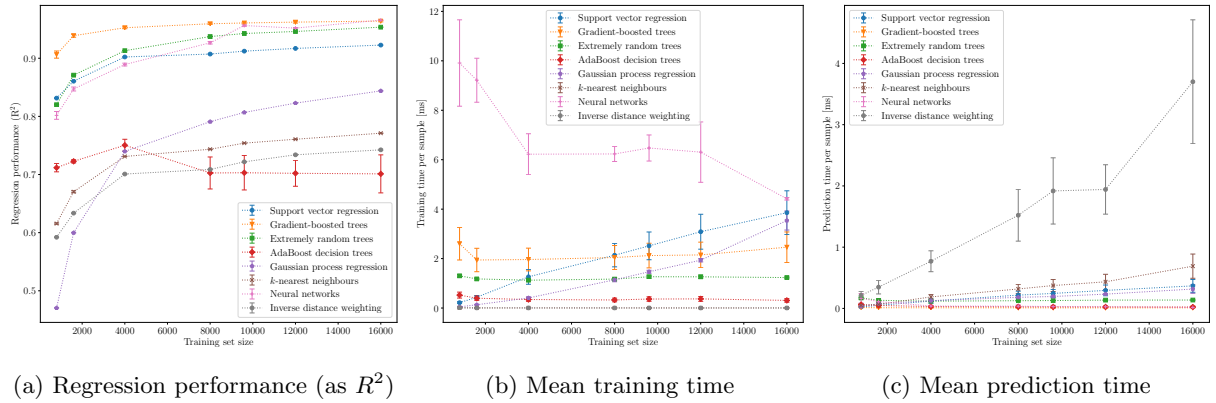 Regression performance (R²)
0.9
0.8
0.7
0.6
0.5
2000 4000 6000 8000 10000 12000 14000 16000
Training set size
Support vector regression
Gradient-boosted trees
Extremely random trees
AdaBoost decision trees
Gaussian process regression
k-nearest neighbours
Neural networks
Inverse distance weighting
(a) Regression performance (as R²)
Training time per sample [ms]
12
10
8
6
4
2
0
2000 4000 6000 8000 10000 12000 14000 16000
Training set size
Support vector regression
Gradient-boosted trees
Extremely random trees
AdaBoost decision trees
Gaussian process regression
k-nearest neighbours
Neural networks
Inverse distance weighting
(b) Mean training time
Prediction time per sample [ms]
4
3
2
1
0
2000 4000 6000 8000 10000 12000 14000 16000
Training set size
Support vector regression
Gradient-boosted trees
Extremely random trees
AdaBoost decision trees
Gaussian process regression
k-nearest neighbours
Neural networks
Inverse distance weighting
(c) Mean prediction time